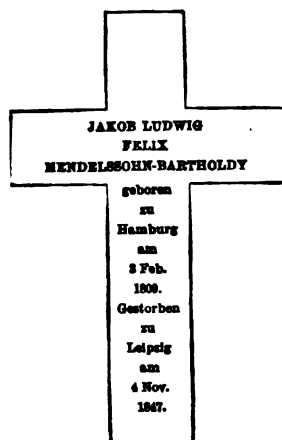 JAKOB LUDWIG
FELIX
MENDELSSOHN-BARTHOLDY
geboren
zu
Hamburg
am
3 Feb.
1809.
Gestorben
zu
Leipzig
am
4 Nov.
1847.